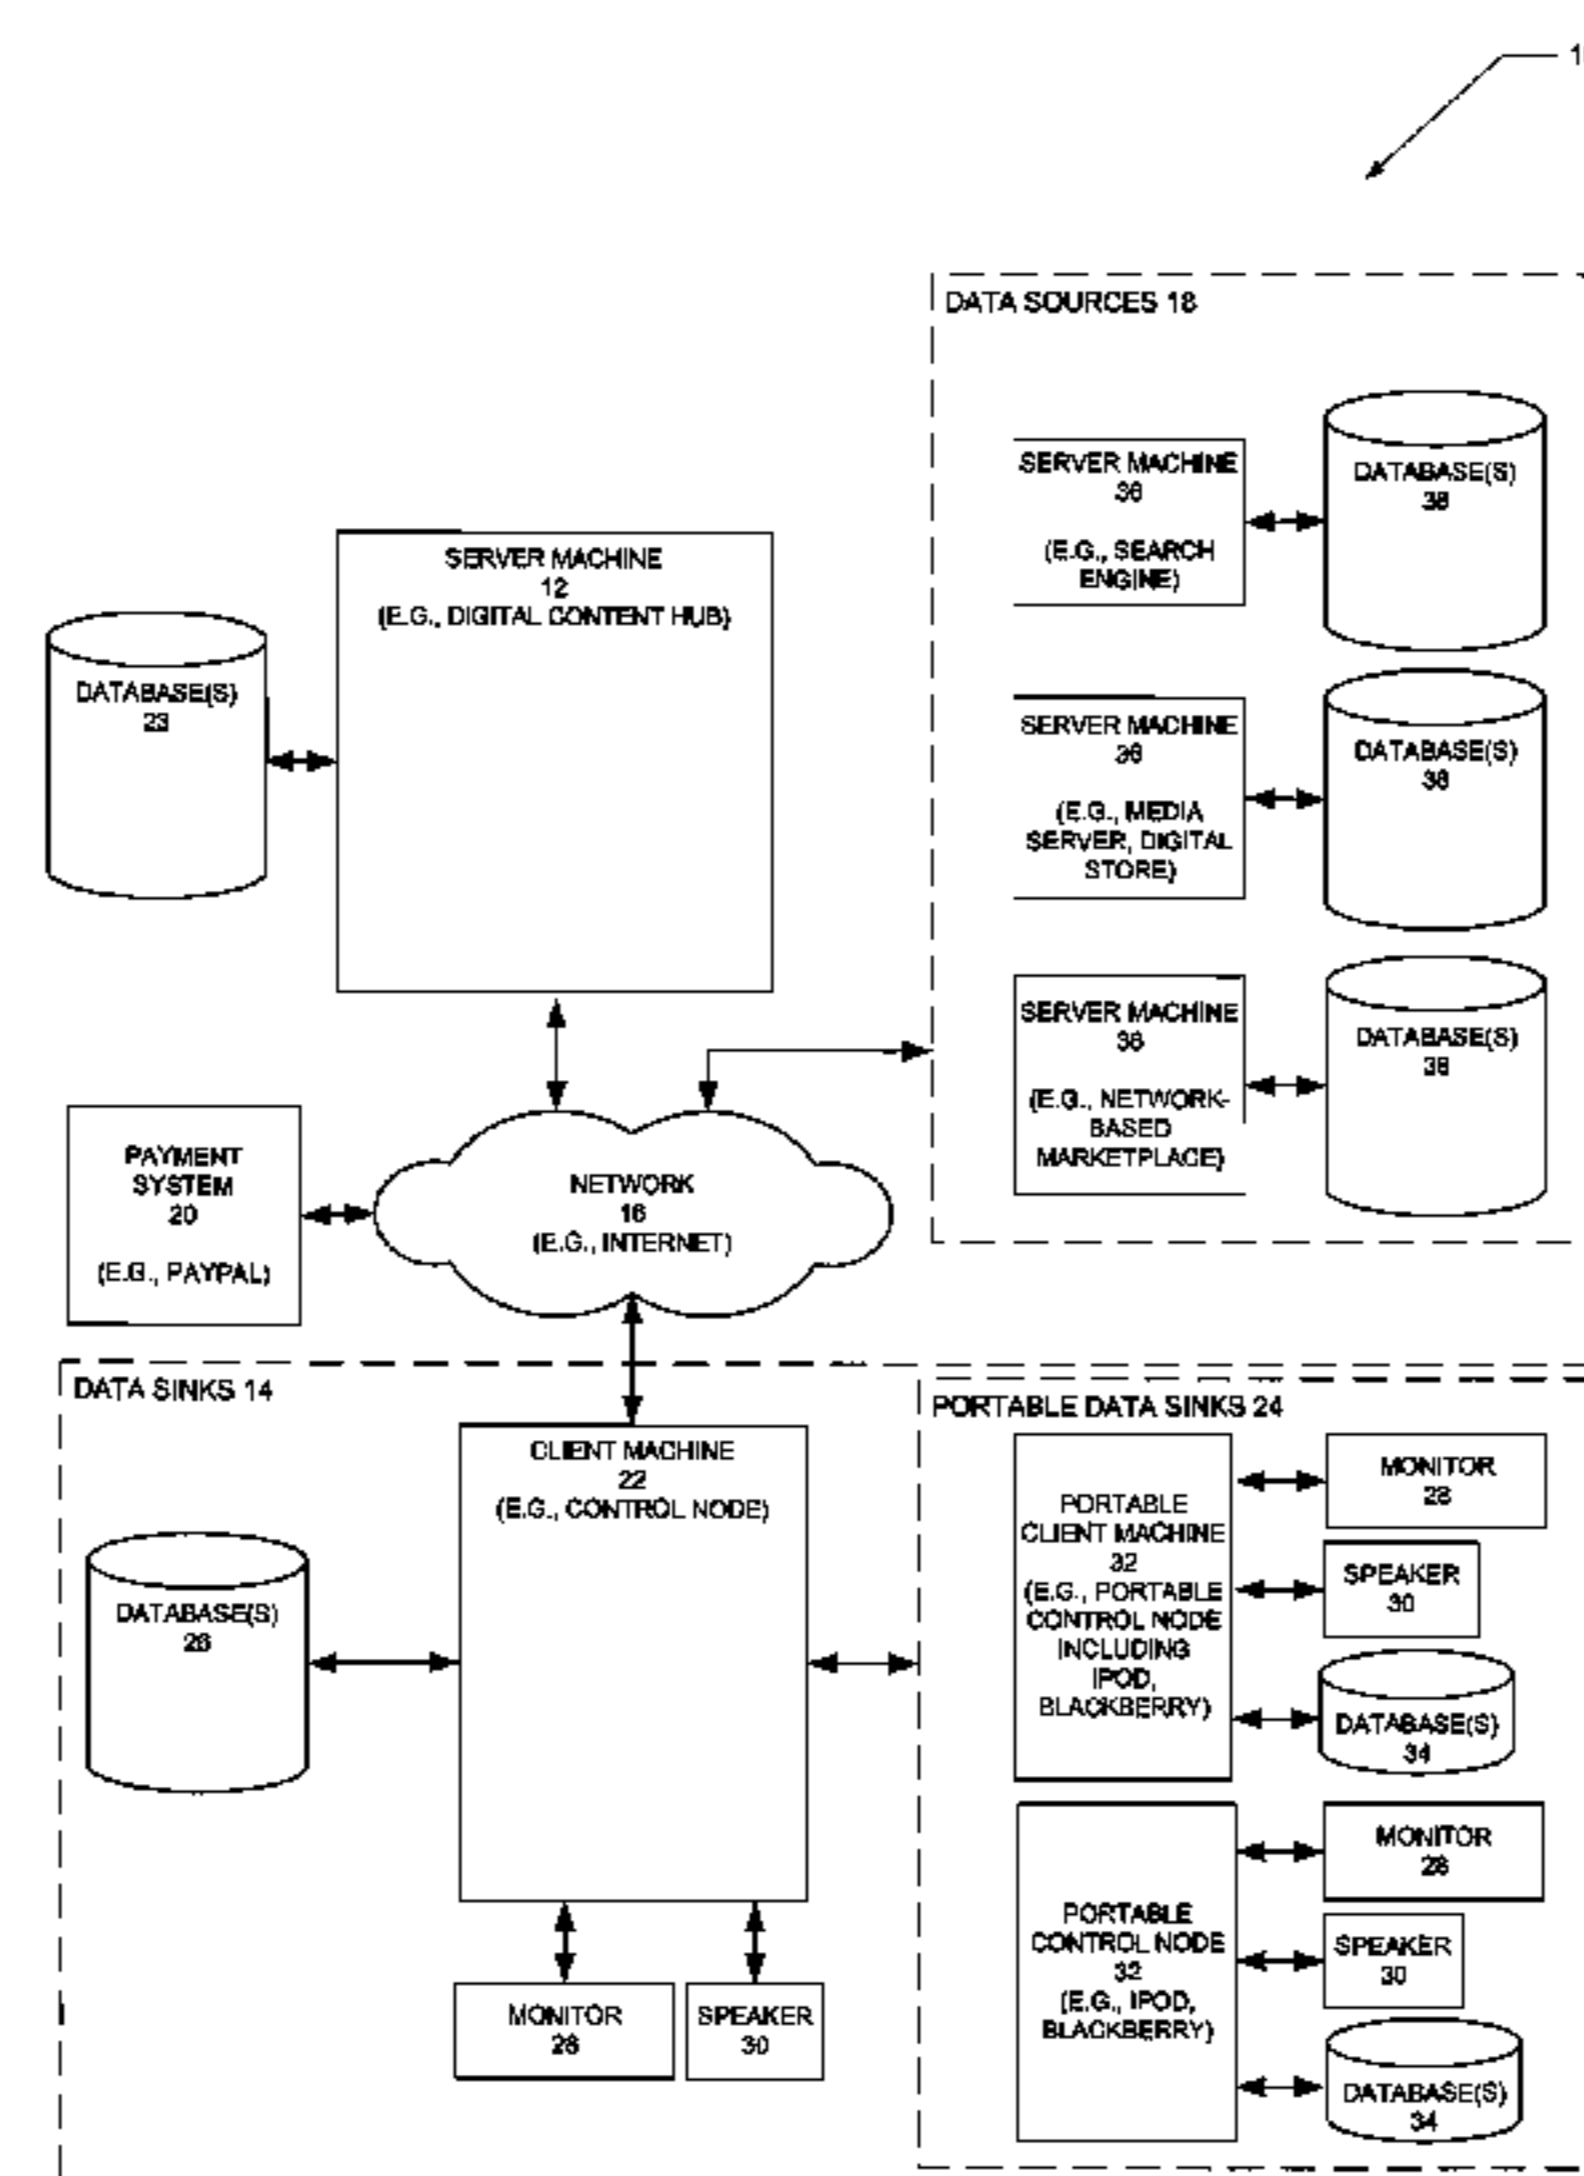 DATA SOURCES 18
SERVER MACHINE
36
(E.G., SEARCH
ENGINE)
DATABASE(S)
38
SERVER MACHINE
12
(E.G., DIGITAL CONTENT HUB)
DATABASE(S)
23
SERVER MACHINE
36
(E.G., MEDIA
SERVER, DIGITAL
STORE)
DATABASE(S)
38
SERVER MACHINE
36
(E.G., NETWORK-
BASED
MARKETPLACE)
DATABASE(S)
38
PAYMENT
SYSTEM
20
(E.G., PAYPAL)
NETWORK
16
(E.G., INTERNET)
DATA SINKS 14
CLIENT MACHINE
22
(E.G., CONTROL NODE)
DATABASE(S)
26
MONITOR
28
SPEAKER
30
PORTABLE DATA SINKS 24
PORTABLE
CLIENT MACHINE
32
(E.G., PORTABLE
CONTROL NODE
INCLUDING
IPOD,
BLACKBERRY)
MONITOR
28
SPEAKER
30
DATABASE(S)
34
PORTABLE
CONTROL NODE
32
(E.G., IPOD,
BLACKBERRY)
MONITOR
28
SPEAKER
30
DATABASE(S)
34